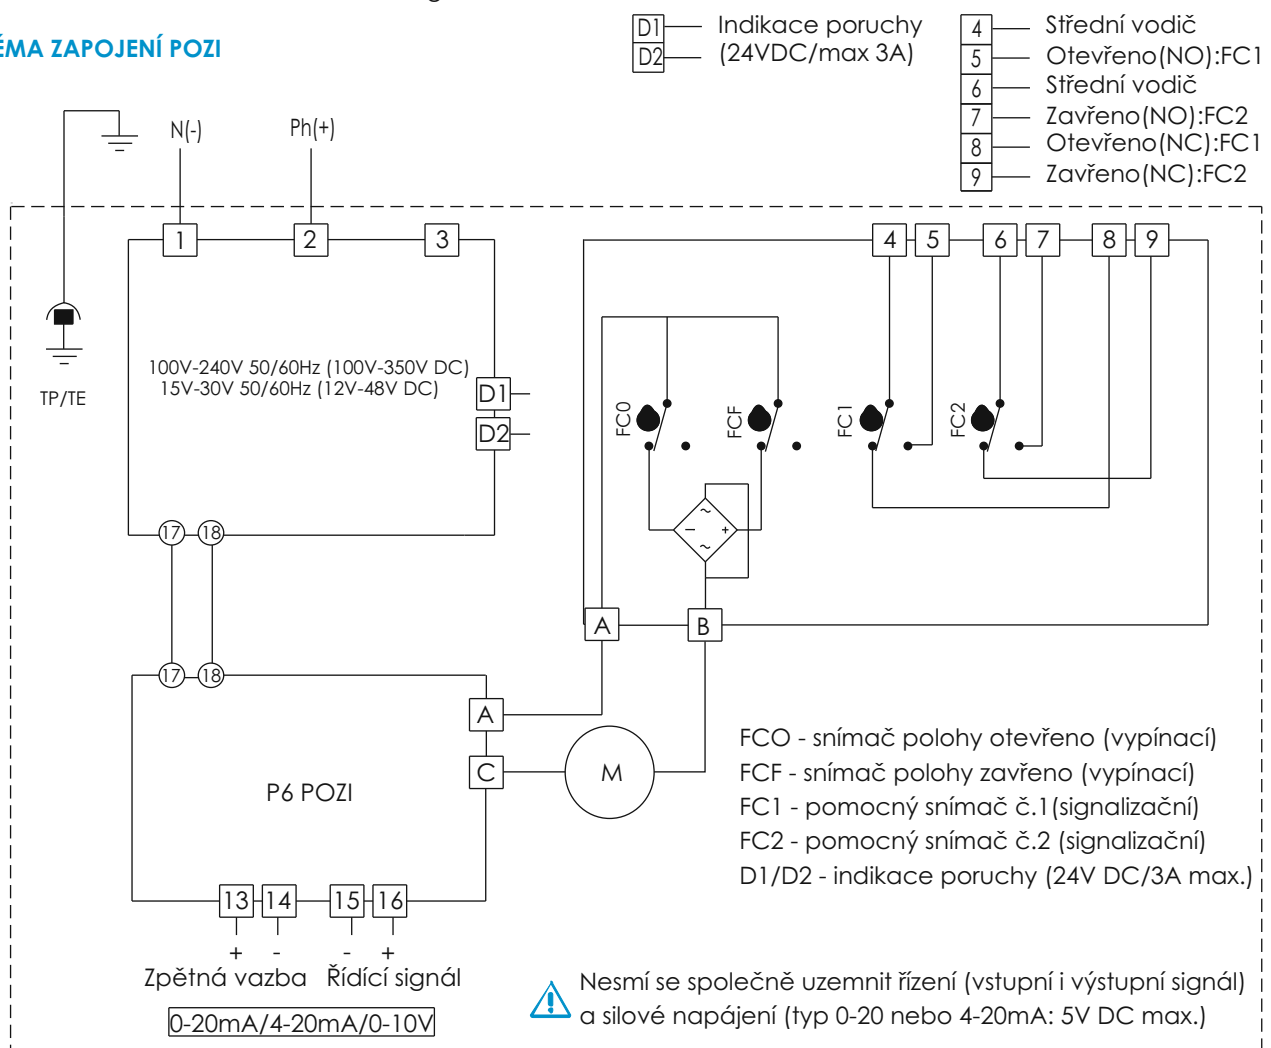 D1 Indikace poruchy
D2 (24VDC/max 3A)
4 Střední vodič
5 Otevřeno(NO):FC1
6 Střední vodič
7 Zavřeno(NO):FC2
8 Otevřeno(NC):FC1
9 Zavřeno(NC):FC2
ÉMA ZAPOJENÍ POZI
N(-) Ph(+)
1 2 3 4 5 6 7 8 9
100V-240V 50/60Hz (100V-350V DC)
15V-30V 50/60Hz (12V-48V DC)
D1
D2
TP/TE
FC0 FCF FC1 FC2
~
- +
~
17 18
A B
17 18
A
C
M
P6 POZI
FCO - snímač polohy otevřeno (vypínací)
FCF - snímač polohy zavřeno (vypínací)
FC1 - pomocný snímač č.1(signalizační)
FC2 - pomocný snímač č.2 (signalizační)
D1/D2 - indikace poruchy (24V DC/3A max.)
13 14 15 16
+ - - +
Zpětná vazba Řídící signál
0-20mA/4-20mA/0-10V
Nesmí se společně uzemnit řízení (vstupní i výstupní signál)
a silové napájení (typ 0-20 nebo 4-20mA: 5V DC max.)